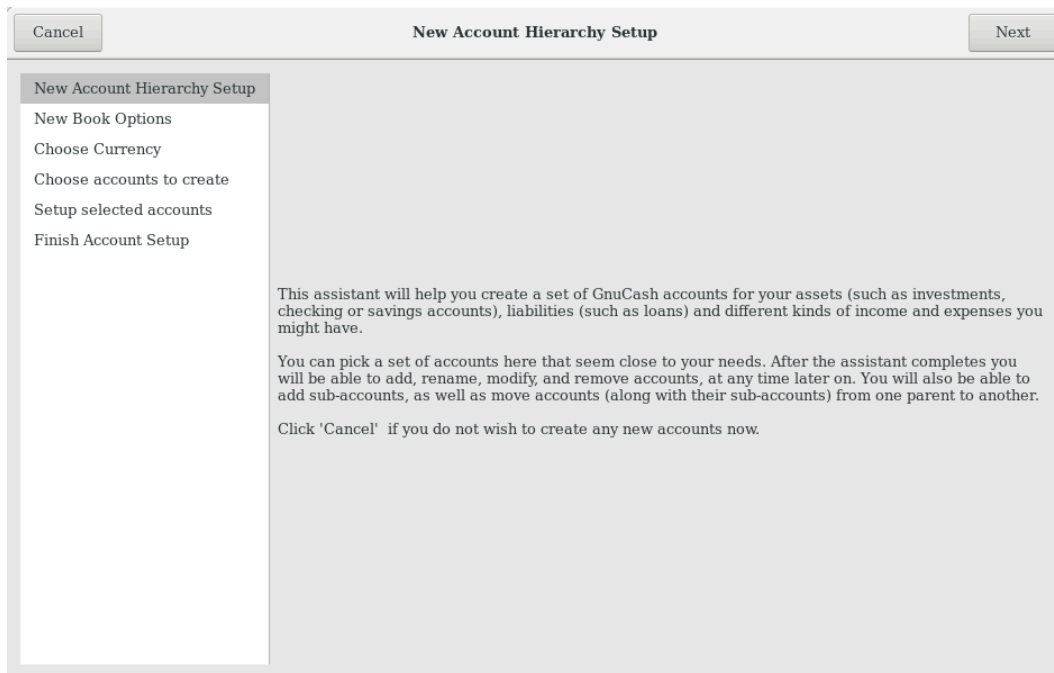 Cancel
New Account Hierarchy Setup
Next
New Account Hierarchy Setup
New Book Options
Choose Currency
Choose accounts to create
Setup selected accounts
Finish Account Setup
This assistant will help you create a set of GnuCash accounts for your assets (such as investments,
checking or savings accounts), liabilities (such as loans) and different kinds of income and expenses you
might have.
You can pick a set of accounts here that seem close to your needs. After the assistant completes you
will be able to add, rename, modify, and remove accounts, at any time later on. You will also be able to
add sub-accounts, as well as move accounts (along with their sub-accounts) from one parent to another.
Click 'Cancel'  if you do not wish to create any new accounts now.